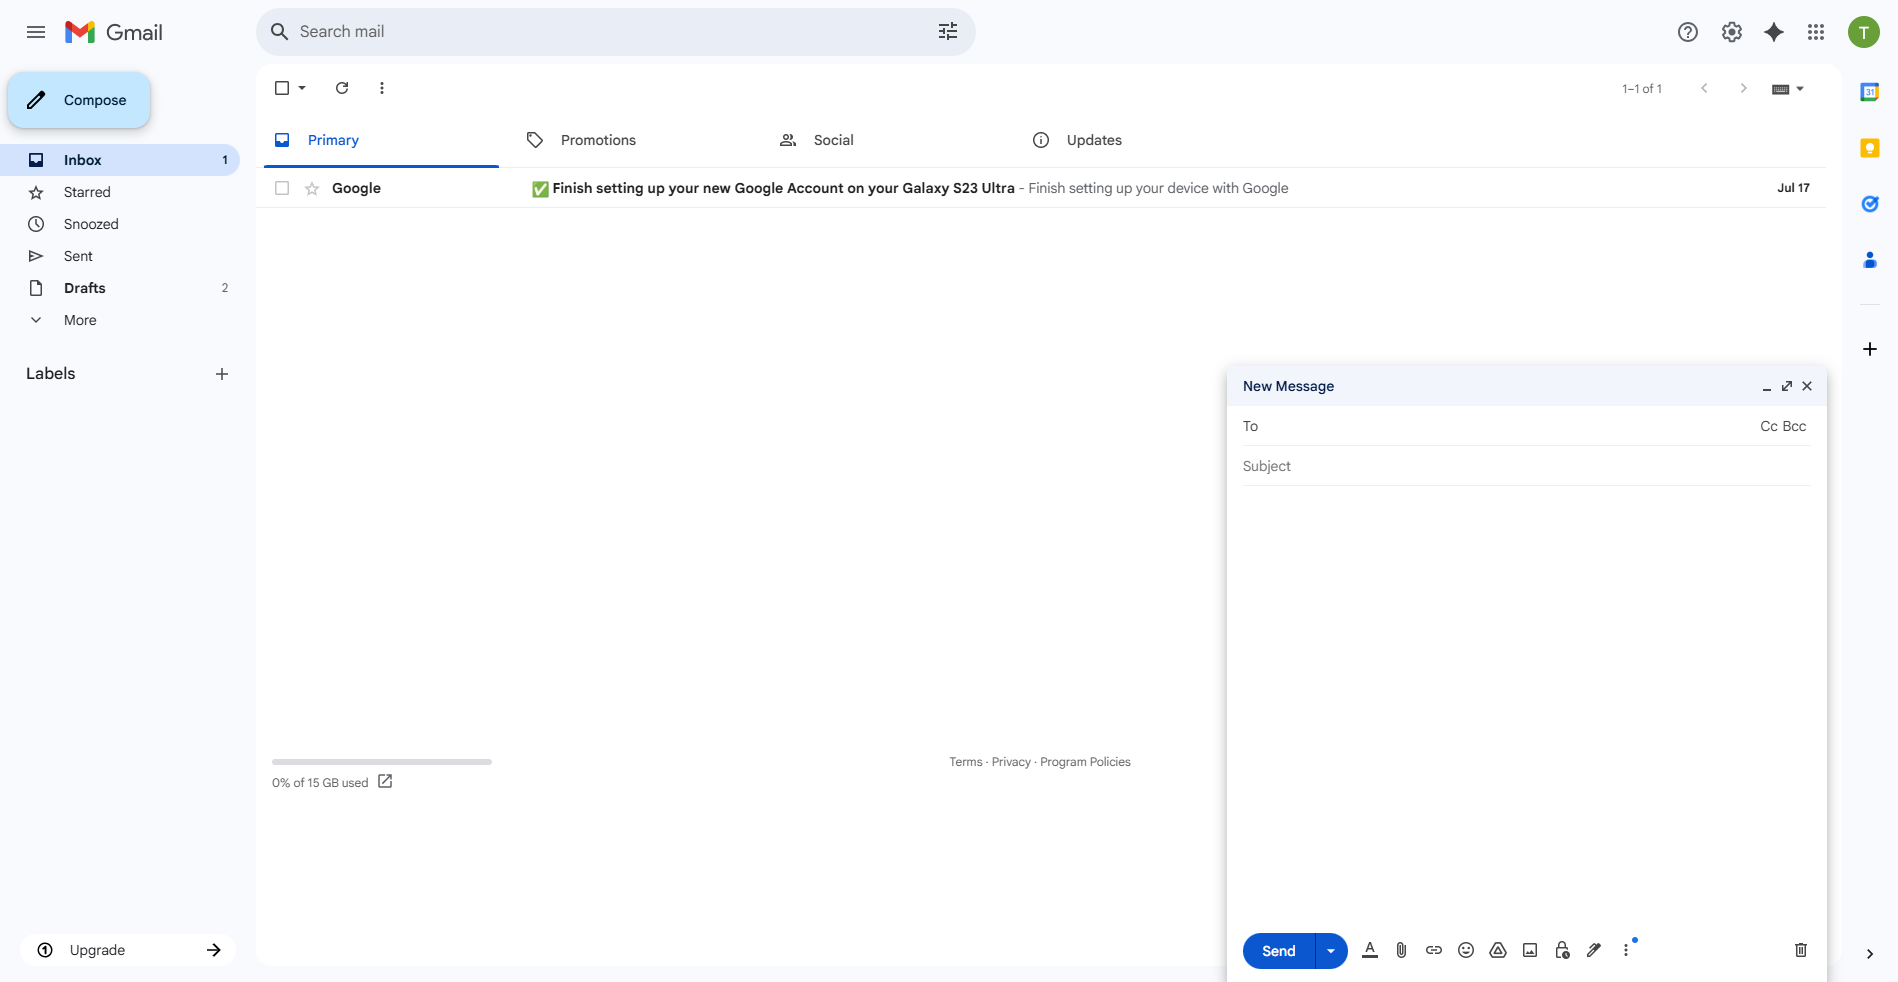 Gmail
Search mail
T
Compose
1–1 of 1
31
Inbox 1
Starred
Snoozed
Sent
Drafts 2
More
Labels
Primary
Promotions
Social
Updates
Google ✅ Finish setting up your new Google Account on your Galaxy S23 Ultra - Finish setting up your device with Google Jul 17
New Message
To Cc Bcc
Subject
0% of 15 GB used
Terms · Privacy · Program Policies
Upgrade
Send